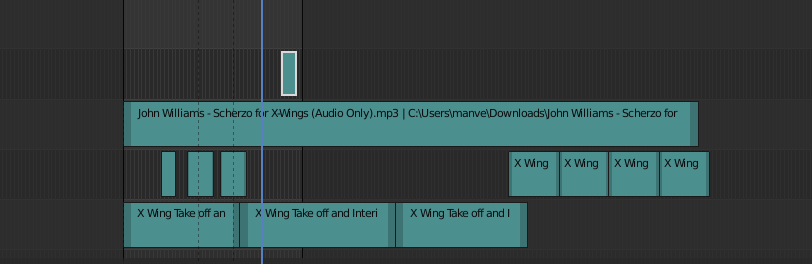 John Williams - Scherzo for X-Wings (Audio Only).mp3 | C:\Users\manve\Downloads\John Williams - Scherzo for
X Wing X Wing X Wing X Wing
X Wing Take off an X Wing Take off and Interi X Wing Take off and I